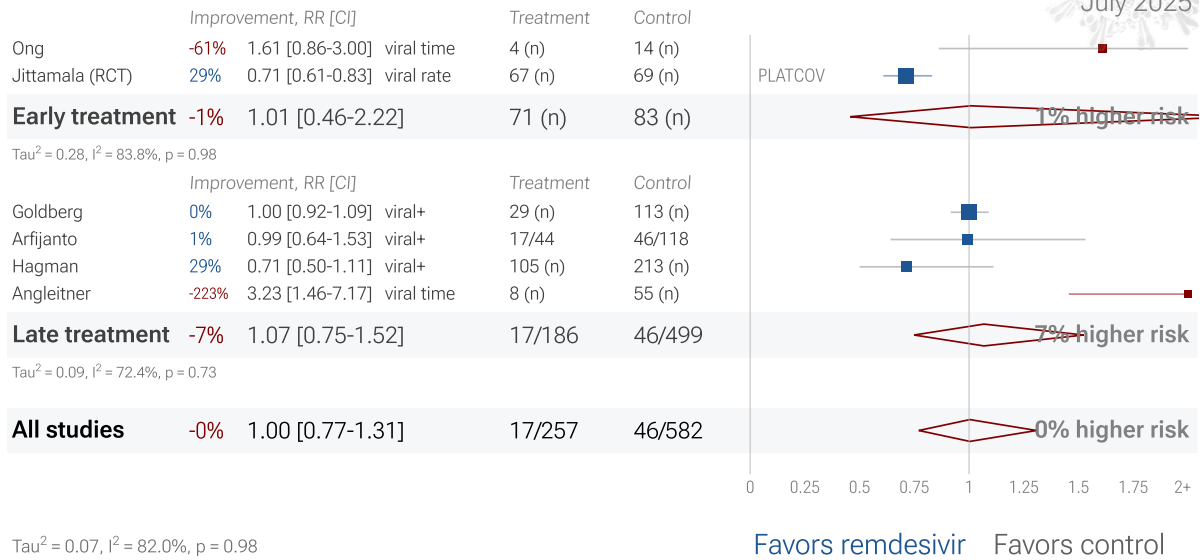 July 2025
Improvement, RR [CI] Treatment Control
Ong -61% 1.61 [0.86-3.00] viral time 4 (n) 14 (n)
Jittamala (RCT) 29% 0.71 [0.61-0.83] viral rate 67 (n) 69 (n) PLATCOV
Early treatment -1% 1.01 [0.46-2.22] 71 (n) 83 (n) 1% higher risk
Tau² = 0.28, I² = 83.8%, p = 0.98
Improvement, RR [CI] Treatment Control
Goldberg 0% 1.00 [0.92-1.09] viral+ 29 (n) 113 (n)
Arfijanto 1% 0.99 [0.64-1.53] viral+ 17/44 46/118
Hagman 29% 0.71 [0.50-1.11] viral+ 105 (n) 213 (n)
Angleitner -223% 3.23 [1.46-7.17] viral time 8 (n) 55 (n)
Late treatment -7% 1.07 [0.75-1.52] 17/186 46/499 7% higher risk
Tau² = 0.09, I² = 72.4%, p = 0.73
All studies -0% 1.00 [0.77-1.31] 17/257 46/582 0% higher risk
0 0.25 0.5 0.75 1 1.25 1.5 1.75 2+
Tau² = 0.07, I² = 82.0%, p = 0.98 Favors remdesivir Favors control